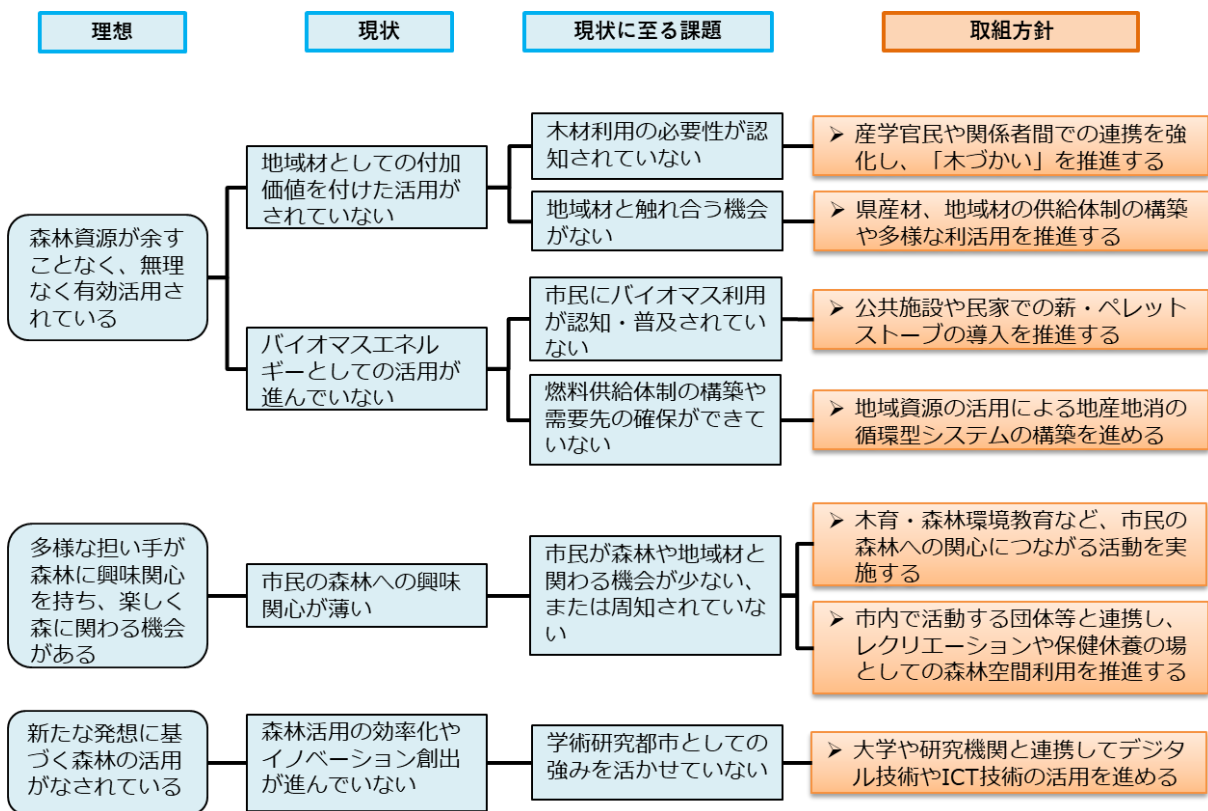 理想
現状
現状に至る課題
取組方針
森林資源が余す
ことなく、無理
なく有効活用さ
れている
地域材としての付加
価値を付けた活用が
されていない
木材利用の必要性が認
知されていない
➢ 産学官民や関係者間での連携を強
化し、「木づかい」を推進する
地域材と触れ合う機会
がない
➢ 県産材、地域材の供給体制の構築
や多様な利活用を推進する
バイオマスエネル
ギーとしての活用が
進んでいない
市民にバイオマス利用
が認知・普及されてい
ない
➢ 公共施設や民家での薪・ペレット
ストーブの導入を推進する
燃料供給体制の構築や
需要先の確保ができて
いない
➢ 地域資源の活用による地産地消の
循環型システムの構築を進める
多様な担い手が
森林に興味関心
を持ち、楽しく
森に関わる機会
がある
市民の森林への興味
関心が薄い
市民が森林や地域材と
関わる機会が少ない、
または周知されていな
い
➢ 木育・森林環境教育など、市民の
森林への関心につながる活動を実
施する
➢ 市内で活動する団体等と連携し、
レクリエーションや保健休養の場
としての森林空間利用を推進する
新たな発想に基
づく森林の活用
がなされている
森林活用の効率化や
イノベーション創出
が進んでいない
学術研究都市としての
強みを活かせていない
➢ 大学や研究機関と連携してデジタ
ル技術やICT技術の活用を進める